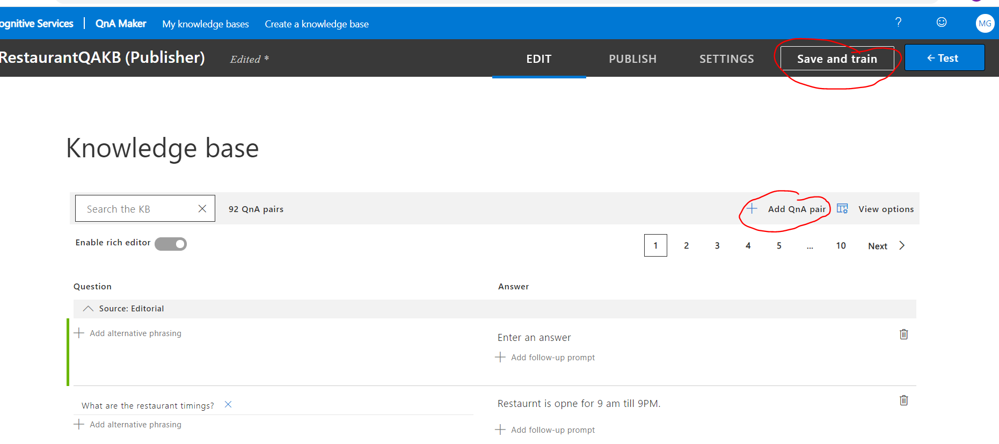 ognitive Services | QnA Maker My knowledge bases Create a knowledge base ? MG
RestaurantQAKB (Publisher) Edited * EDIT PUBLISH SETTINGS Save and train ← Test
Knowledge base
Search the KB 92 QnA pairs Add QnA pair View options
Enable rich editor 1 2 3 4 5 ... 10 Next
Question Answer
Source: Editorial
Add alternative phrasing
Enter an answer
Add follow-up prompt
What are the restaurant timings? Restaurnt is opne for 9 am till 9PM.
Add alternative phrasing
Add follow-up prompt